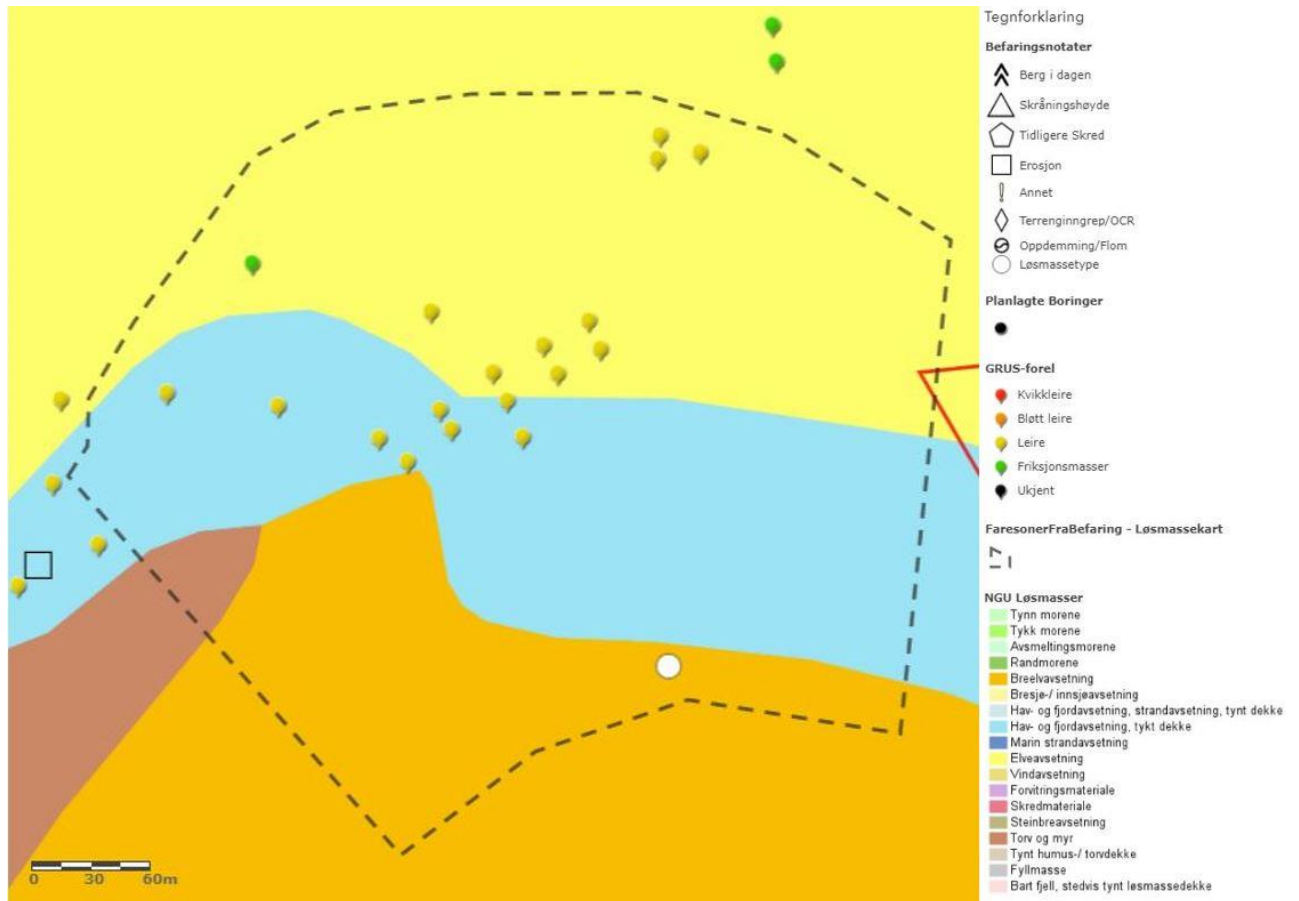 Tegnforklaring
Befaringsnotater
Berg i dagen
Skråningshøyde
Tidligere Skred
Erosjon
Annet
Terrenginngrep/OCR
Oppdemming/Flom
Løsmassetype
Planlagte Boringer
GRUS-forel
Kvikkleire
Bløtt leire
Leire
Friksjonsmasser
Ukjent
FaresonerFraBefaring - Løsmassekart
NGU Løsmasser
Tynn morene
Tykk morene
Avsmeltingsmorene
Randmorene
Breelvavsetning
Bresjø-/ innsjøavsetning
Hav- og fjordavsetning, strandavsetning, tynt dekke
Hav- og fjordavsetning, tykt dekke
Marin strandavsetning
Elveavsetning
Vindavsetning
Forvitringsmateriale
Skredmateriale
Steinbreavsetning
Torv og myr
Tynt humus-/ torvdekke
Fyllmasse
Bart fjell, stedvis tynt løsmassedekke
0 30 60m